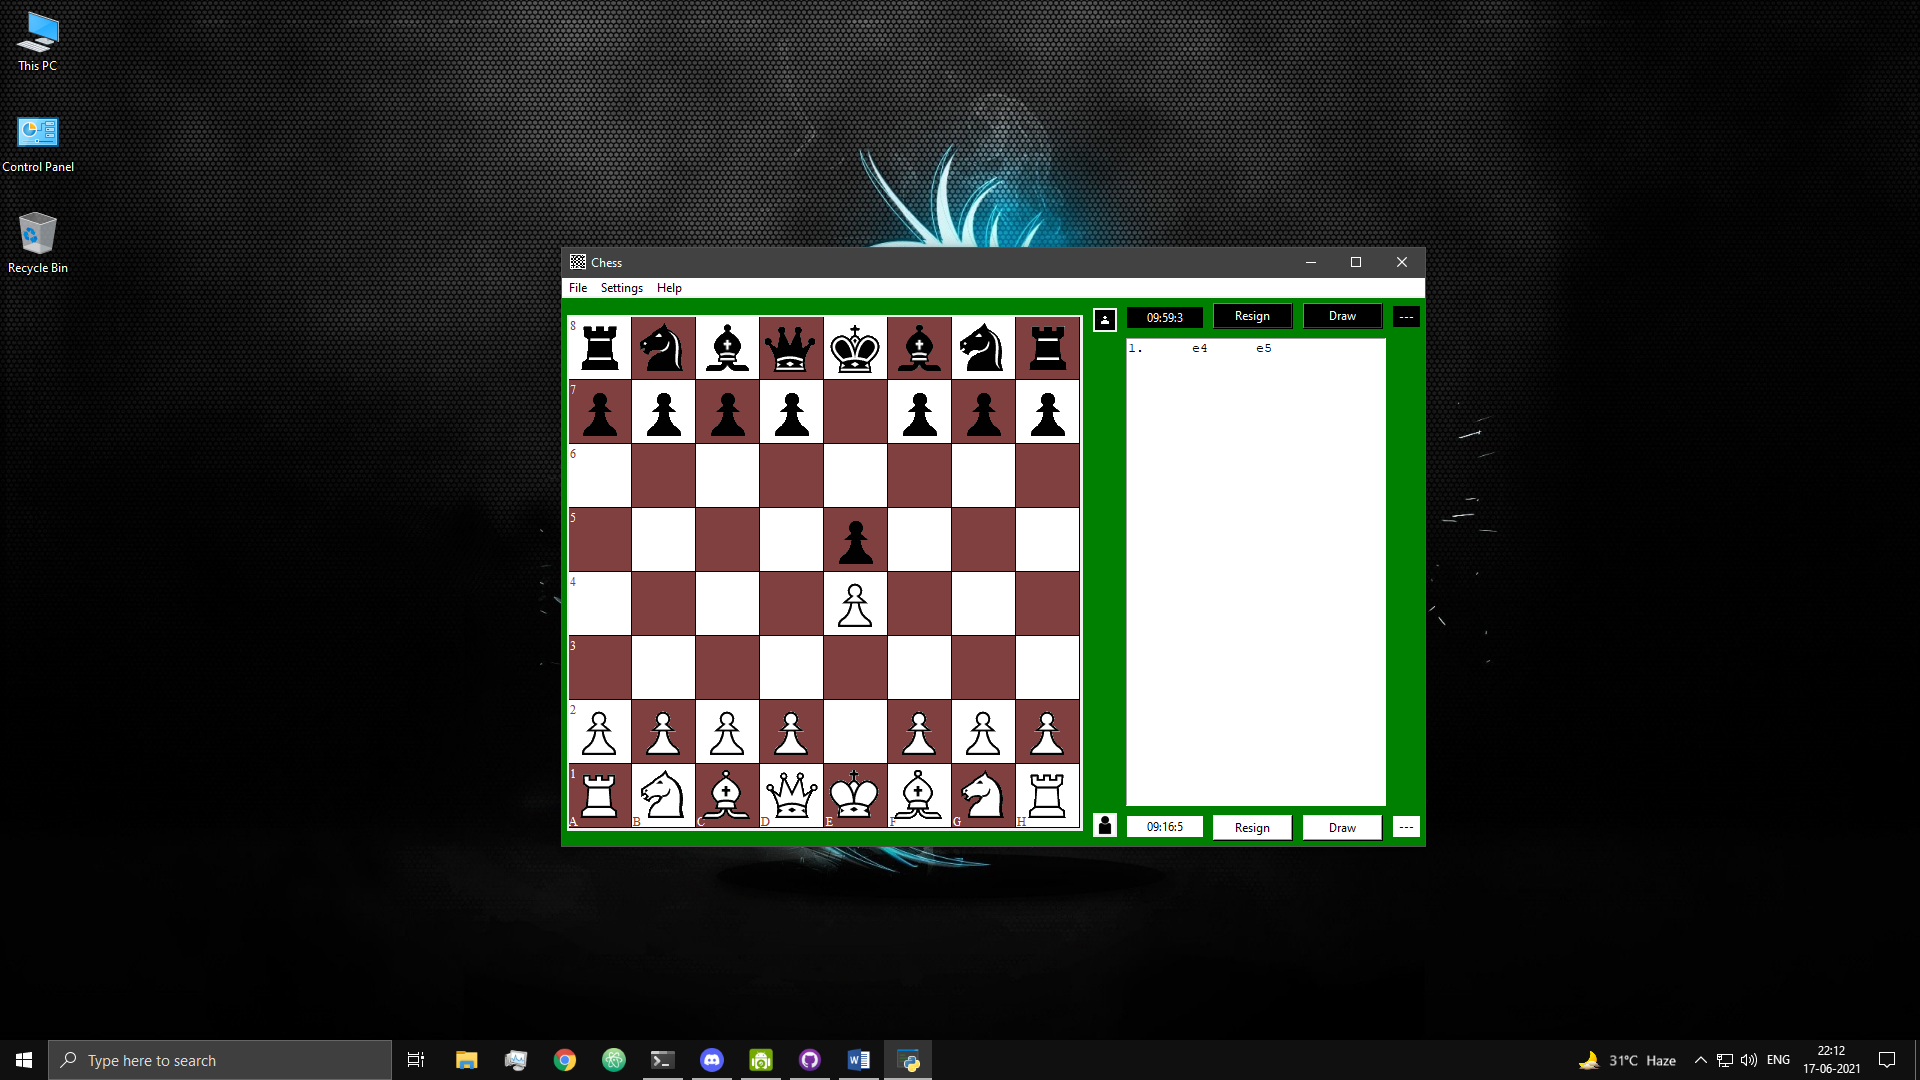 This PC
Control Panel
Recycle Bin
Chess
File Settings Help
09:59:3 Resign Draw ---
1. e4 e5
8
7
6
5
4
3
2
1
A B C D E F G H
09:16:5 Resign Draw ---
Type here to search
31°C Haze
ENG
22:12
17-06-2021